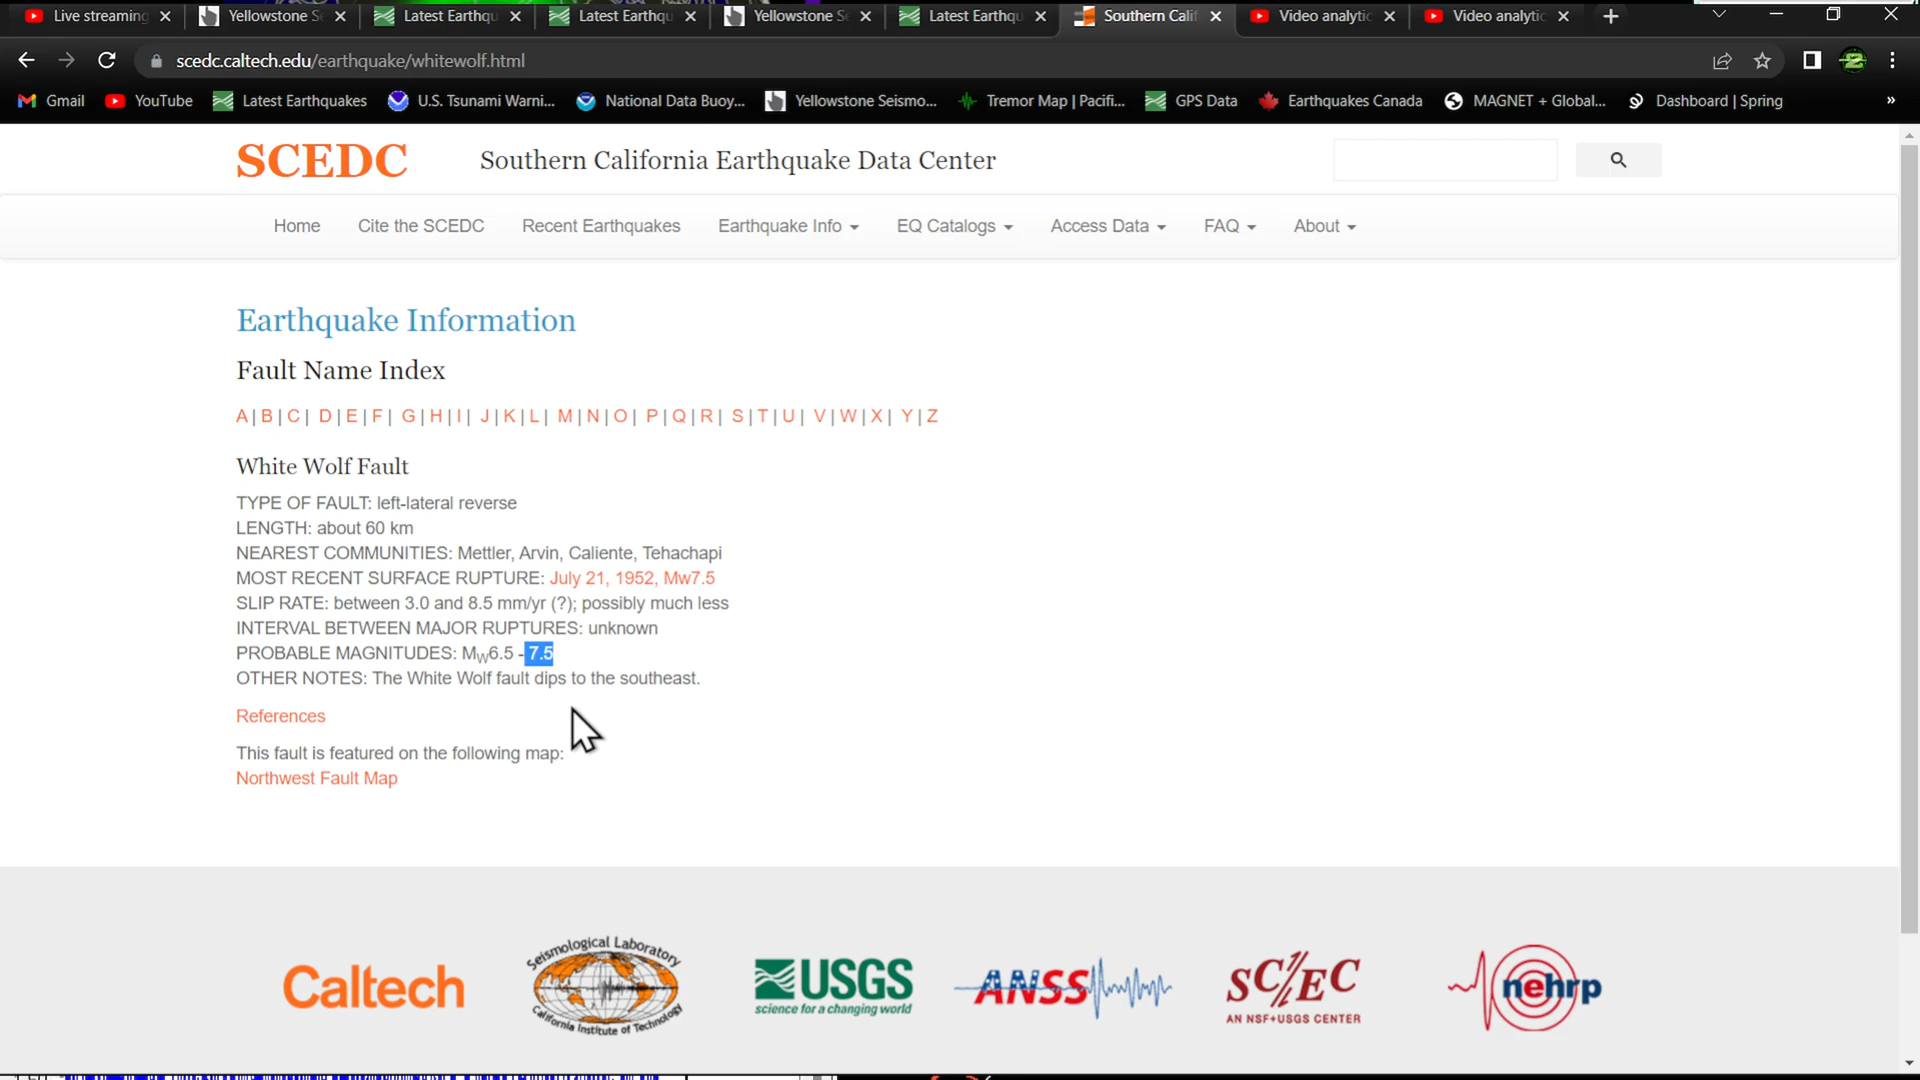 Live streaming
Yellowstone Se
Latest Earthqu
Latest Earthqu
Yellowstone Se
Latest Earthqu
Southern Calif
Video analytic
Video analytic
scedc.caltech.edu/earthquake/whitewolf.html
Gmail
YouTube
Latest Earthquakes
U.S. Tsunami Warni...
National Data Buoy...
Yellowstone Seismo...
Tremor Map | Pacifi...
GPS Data
Earthquakes Canada
MAGNET + Global...
Dashboard | Spring
»
SCEDC
Southern California Earthquake Data Center
Home
Cite the SCEDC
Recent Earthquakes
Earthquake Info
EQ Catalogs
Access Data
FAQ
About
Earthquake Information
Fault Name Index
A | B | C | D | E | F | G | H | I | J | K | L | M | N | O | P | Q | R | S | T | U | V | W | X | Y | Z
White Wolf Fault
TYPE OF FAULT: left-lateral reverse
LENGTH: about 60 km
NEAREST COMMUNITIES: Mettler, Arvin, Caliente, Tehachapi
MOST RECENT SURFACE RUPTURE: July 21, 1952, Mw7.5
SLIP RATE: between 3.0 and 8.5 mm/yr (?); possibly much less
INTERVAL BETWEEN MAJOR RUPTURES: unknown
PROBABLE MAGNITUDES: MW6.5 - 7.5
OTHER NOTES: The White Wolf fault dips to the southeast.
References
This fault is featured on the following map:
Northwest Fault Map
Caltech
Seismological Laboratory
California Institute of Technology
USGS
science for a changing world
ANSS
SC/EC
AN NSF+USGS CENTER
nehrp